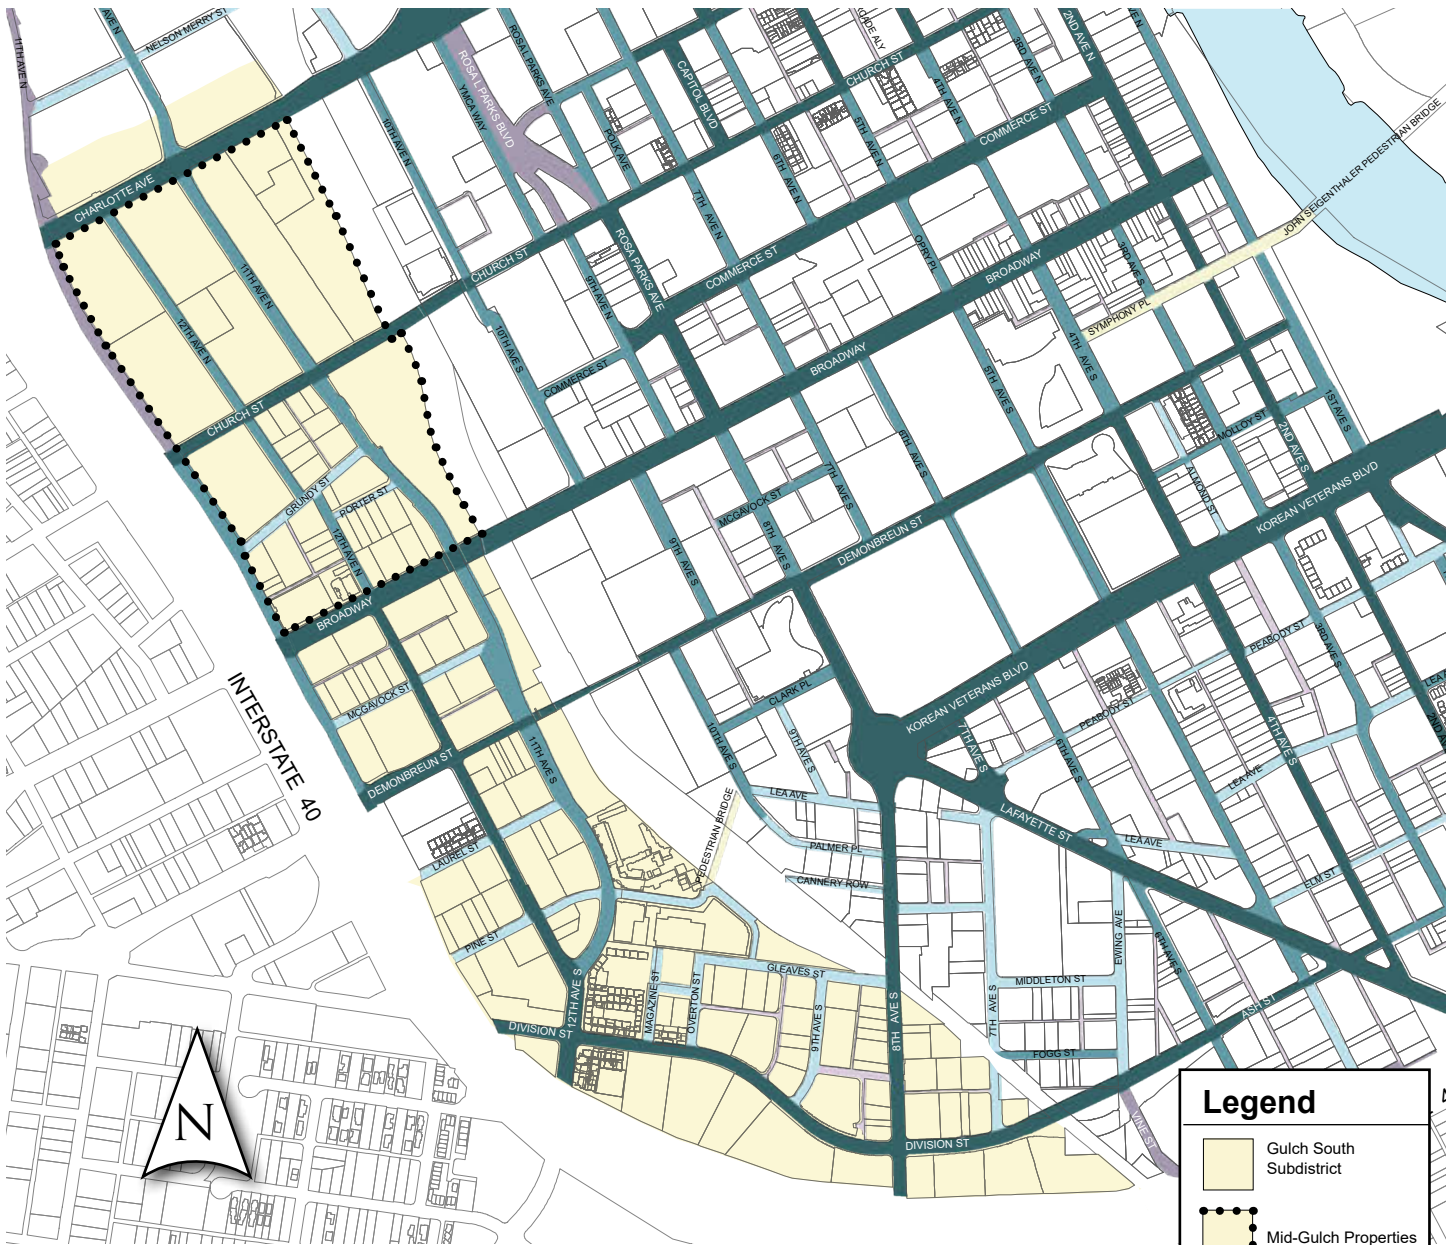 11TH AVE N
AVE N
NELSON MERRY ST
10TH AVE N
ROSA L PARKS BLVD
YMCA WAY
ROSA L PARKS AVE
POLK AVE
CAPITOL BLVD
CADE ALY
CHURCH ST
2ND AVE N
VE N
3RD AVE N
4TH AVE N
5TH AVE N
6TH AVE N
7TH AVE N
COMMERCE ST
JOHN SEIGENTHALER PEDESTRIAN BRIDGE
CHARLOTTE AVE
11TH AVE N
12TH AVE N
CHURCH ST
CHURCH ST
9TH AVE N
ROSA PARKS AVE
COMMERCE ST
OPRY PL
BROADWAY
3RD AVE S
SYMPHONY PL
4TH AVE S
10TH AVE S
COMMERCE ST
BROADWAY
5TH AVE S
1ST AVE S
2ND AVE S
MOLLOY ST
ALMOND ST
KOREAN VETERANS BLVD
GRUNDY ST
PORTER ST
12TH AVE N
BROADWAY
MCGAVOCK ST
7TH AVE S
6TH AVE S
8TH AVE S
9TH AVE S
DEMONBREUN ST
MCGAVOCK ST
INTERSTATE 40
DEMONBREUN ST
11TH AVE S
CLARK PL
10TH AVE S
9TH AVE S
KOREAN VETERANS BLVD
7TH AVE S
PEABODY ST
PEABODY ST
3RD AVE S
4TH AVE S
6TH AVE S
LEA AVE
LEA
2ND AV
LAUREL ST
PINE ST
PEDESTRIAN BRIDGE
LEA AVE
PALMER PL
CANNERY ROW
LAFAYETTE ST
LEA AVE
ELM ST
EWING AVE
6TH AVE S
12TH AVE S
DIVISION ST
MAGAZINE ST
OVERTON ST
GLEAVES ST
9TH AVE S
8TH AVE S
7TH AVE S
MIDDLETON ST
FOGG ST
ASH ST
VINE ST
DIVISION ST
N
Legend
Gulch South
Subdistrict
Mid-Gulch Properties